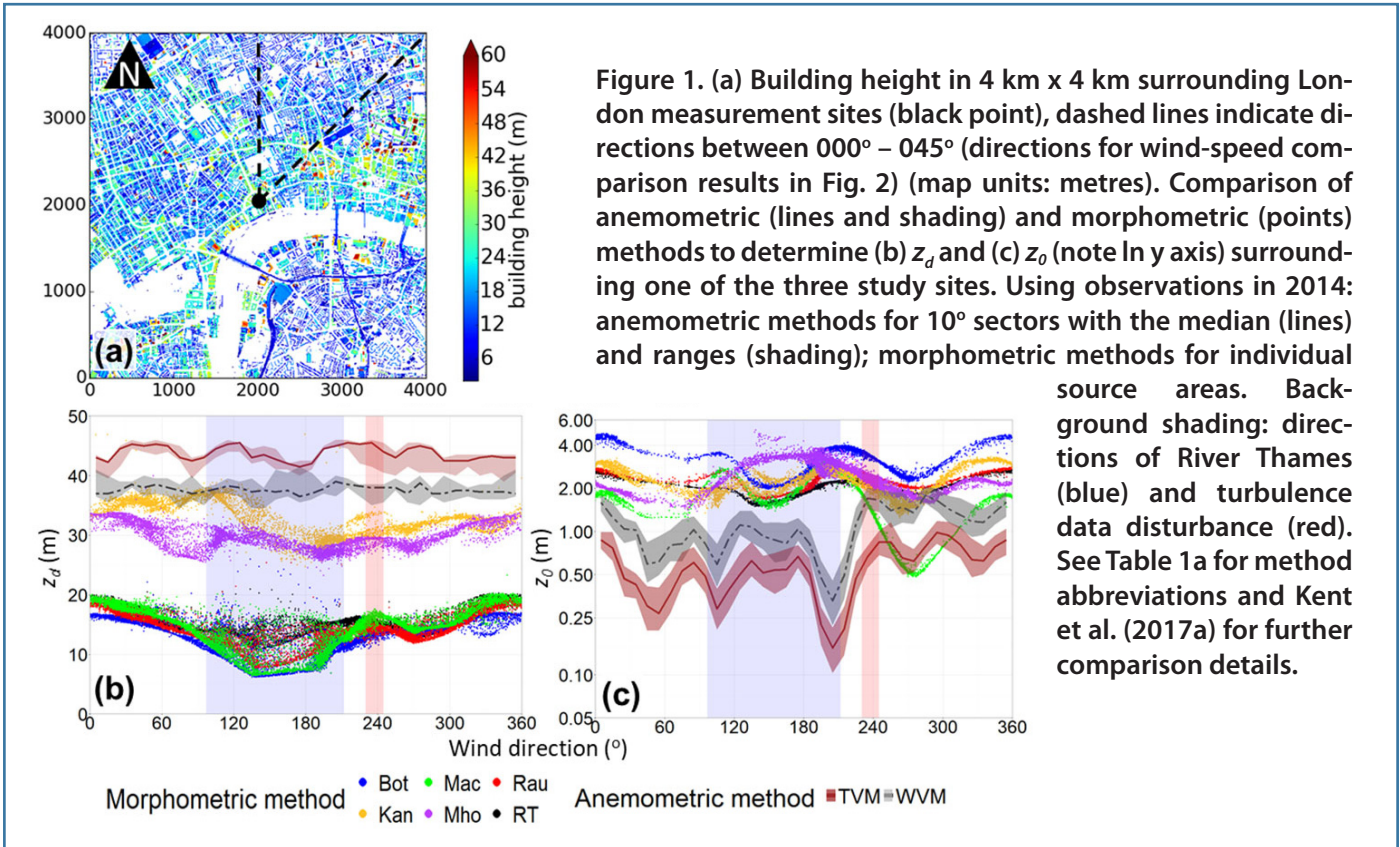 4000
3000
2000
1000
0
0 1000 2000 3000 4000
N
(a)
60
54
48
42
36
30
24
18
12
6
building height (m)
Figure 1. (a) Building height in 4 km x 4 km surrounding Lon-
don measurement sites (black point), dashed lines indicate di-
rections between 000º – 045º (directions for wind-speed com-
parison results in Fig. 2) (map units: metres). Comparison of
anemometric (lines and shading) and morphometric (points)
methods to determine (b) zd and (c) z0 (note ln y axis) surround-
ing one of the three study sites. Using observations in 2014:
anemometric methods for 10º sectors with the median (lines)
and ranges (shading); morphometric methods for individual
source areas. Back-
ground shading: direc-
tions of River Thames
(blue) and turbulence
data disturbance (red).
See Table 1a for method
abbreviations and Kent
et al. (2017a) for further
comparison details.
50
40
30
20
10
0
zd (m)
(b)
0 120 240 360
6.00
4.00
2.00
1.00
0.50
0.25
0.10
0.05
z0 (m)
(c)
0 60 120 180 240 300 360
Wind direction (º)
Morphometric method
Bot Mac Rau
Kan Mho RT
Anemometric method TVM WVM